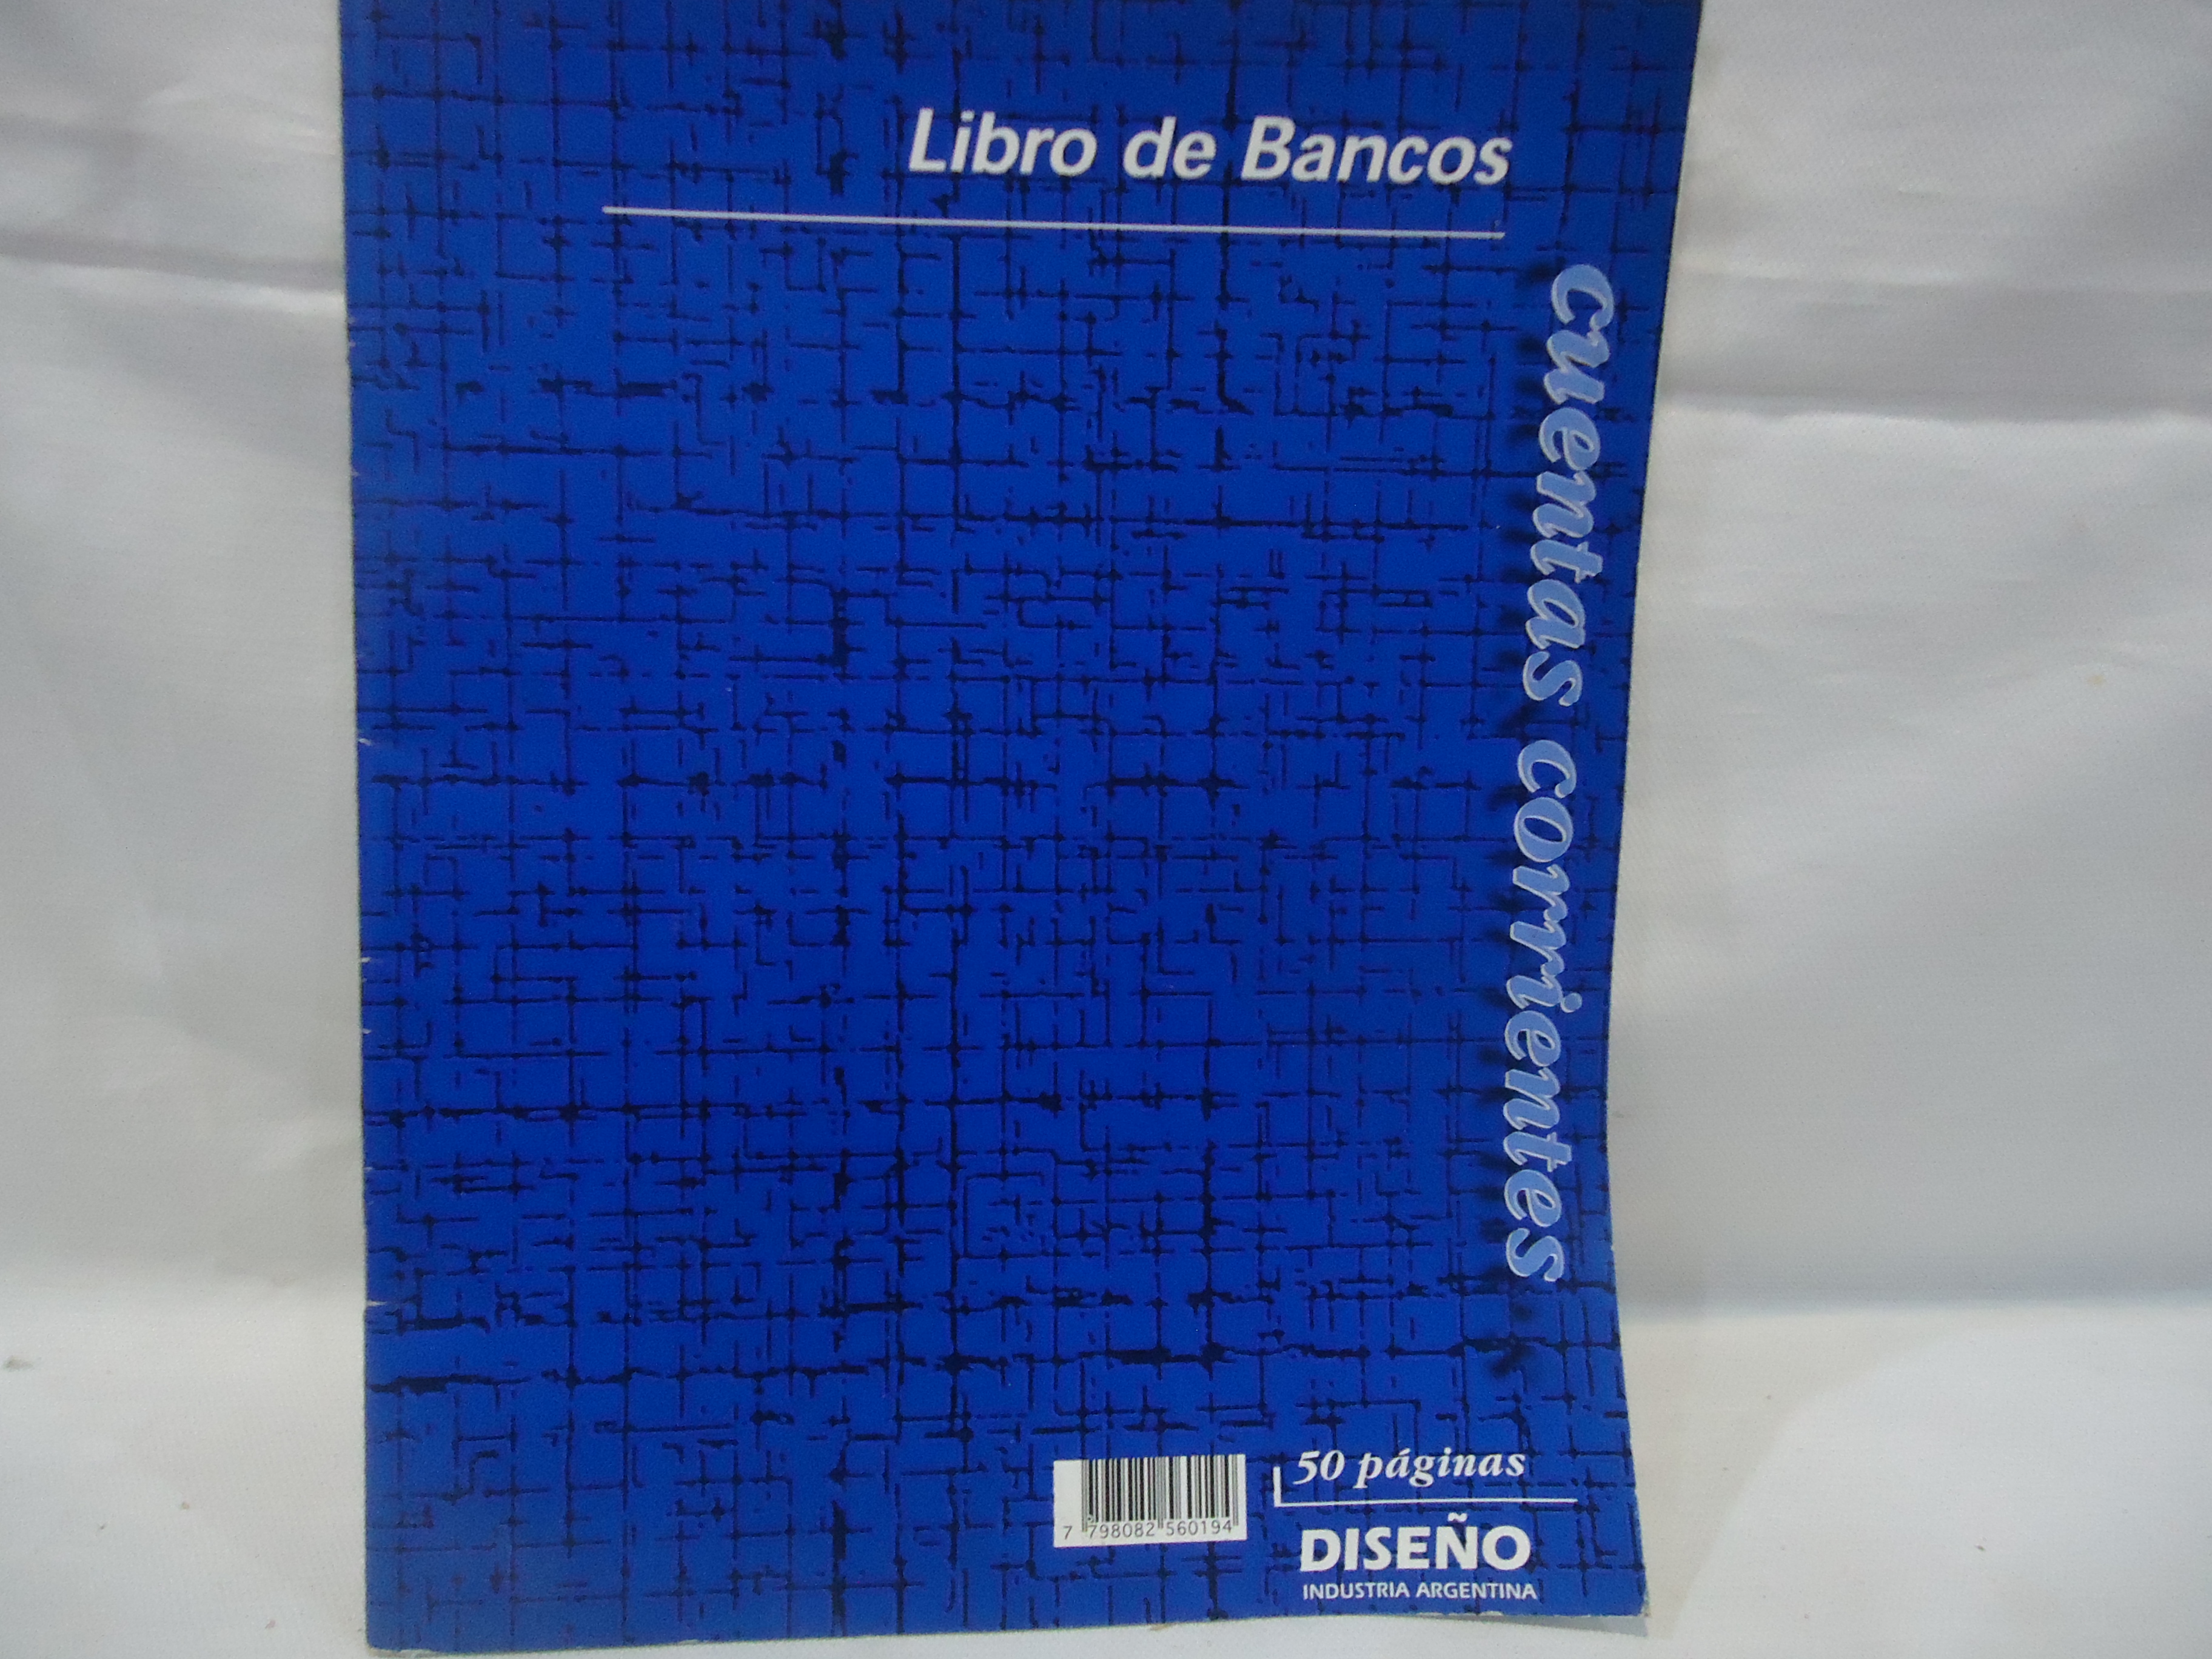 Libro de Bancos
cuentas corrientes
50 páginas
7 798082 560194
DISEÑO
INDUSTRIA ARGENTINA